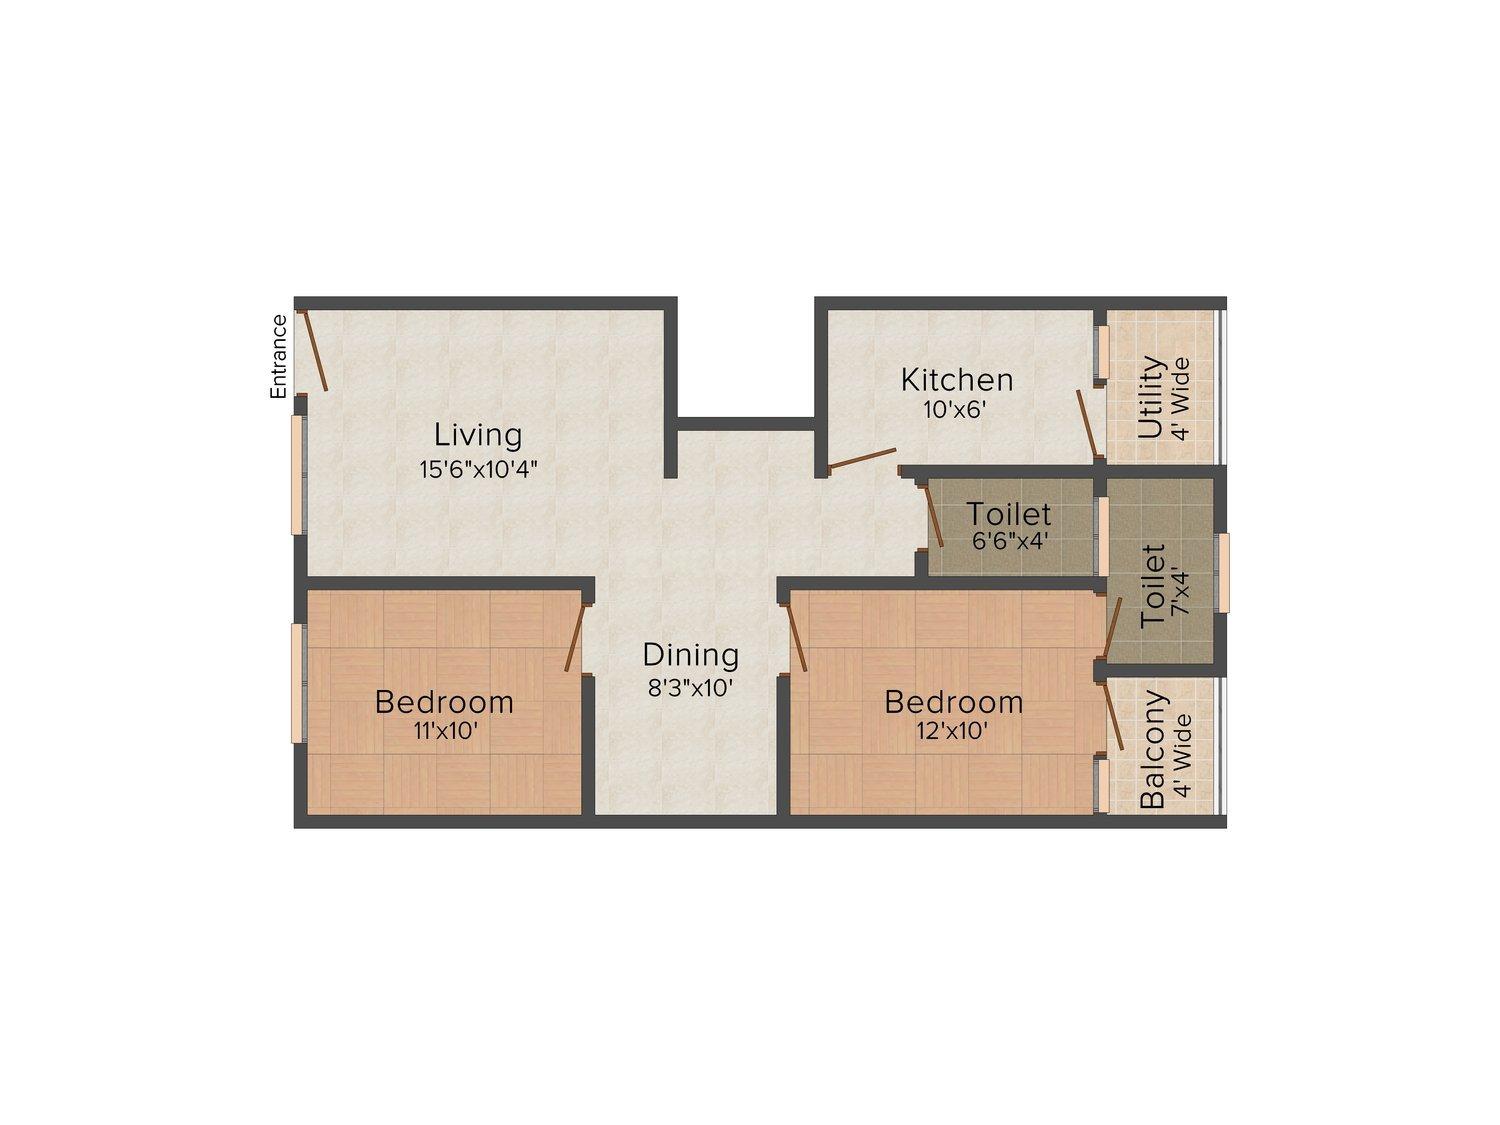 Entrance
Living
15'6"x10'4"
Kitchen
10'x6'
Utility
4' Wide
Toilet
6'6"x4'
Toilet
7'x4'
Dining
8'3"x10'
Bedroom
11'x10'
Bedroom
12'x10'
Balcony
4' Wide